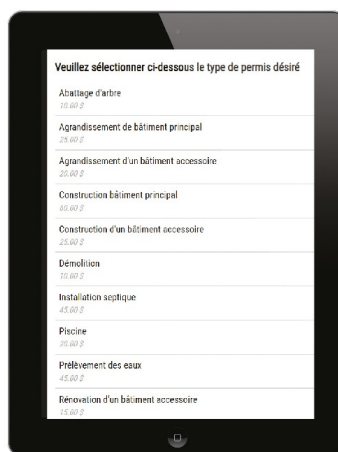 Veuillez sélectionner ci-dessous le type de permis désiré
Abattage d'arbre
10.00 $
Agrandissement de bâtiment principal
25.00 $
Agrandissement d'un bâtiment accessoire
20.00 $
Construction bâtiment principal
60.00 $
Construction d'un bâtiment accessoire
25.00 $
Démolition
10.00 $
Installation septique
45.00 $
Piscine
20.00 $
Prélèvement des eaux
45.00 $
Rénovation d'un bâtiment accessoire
15.00 $